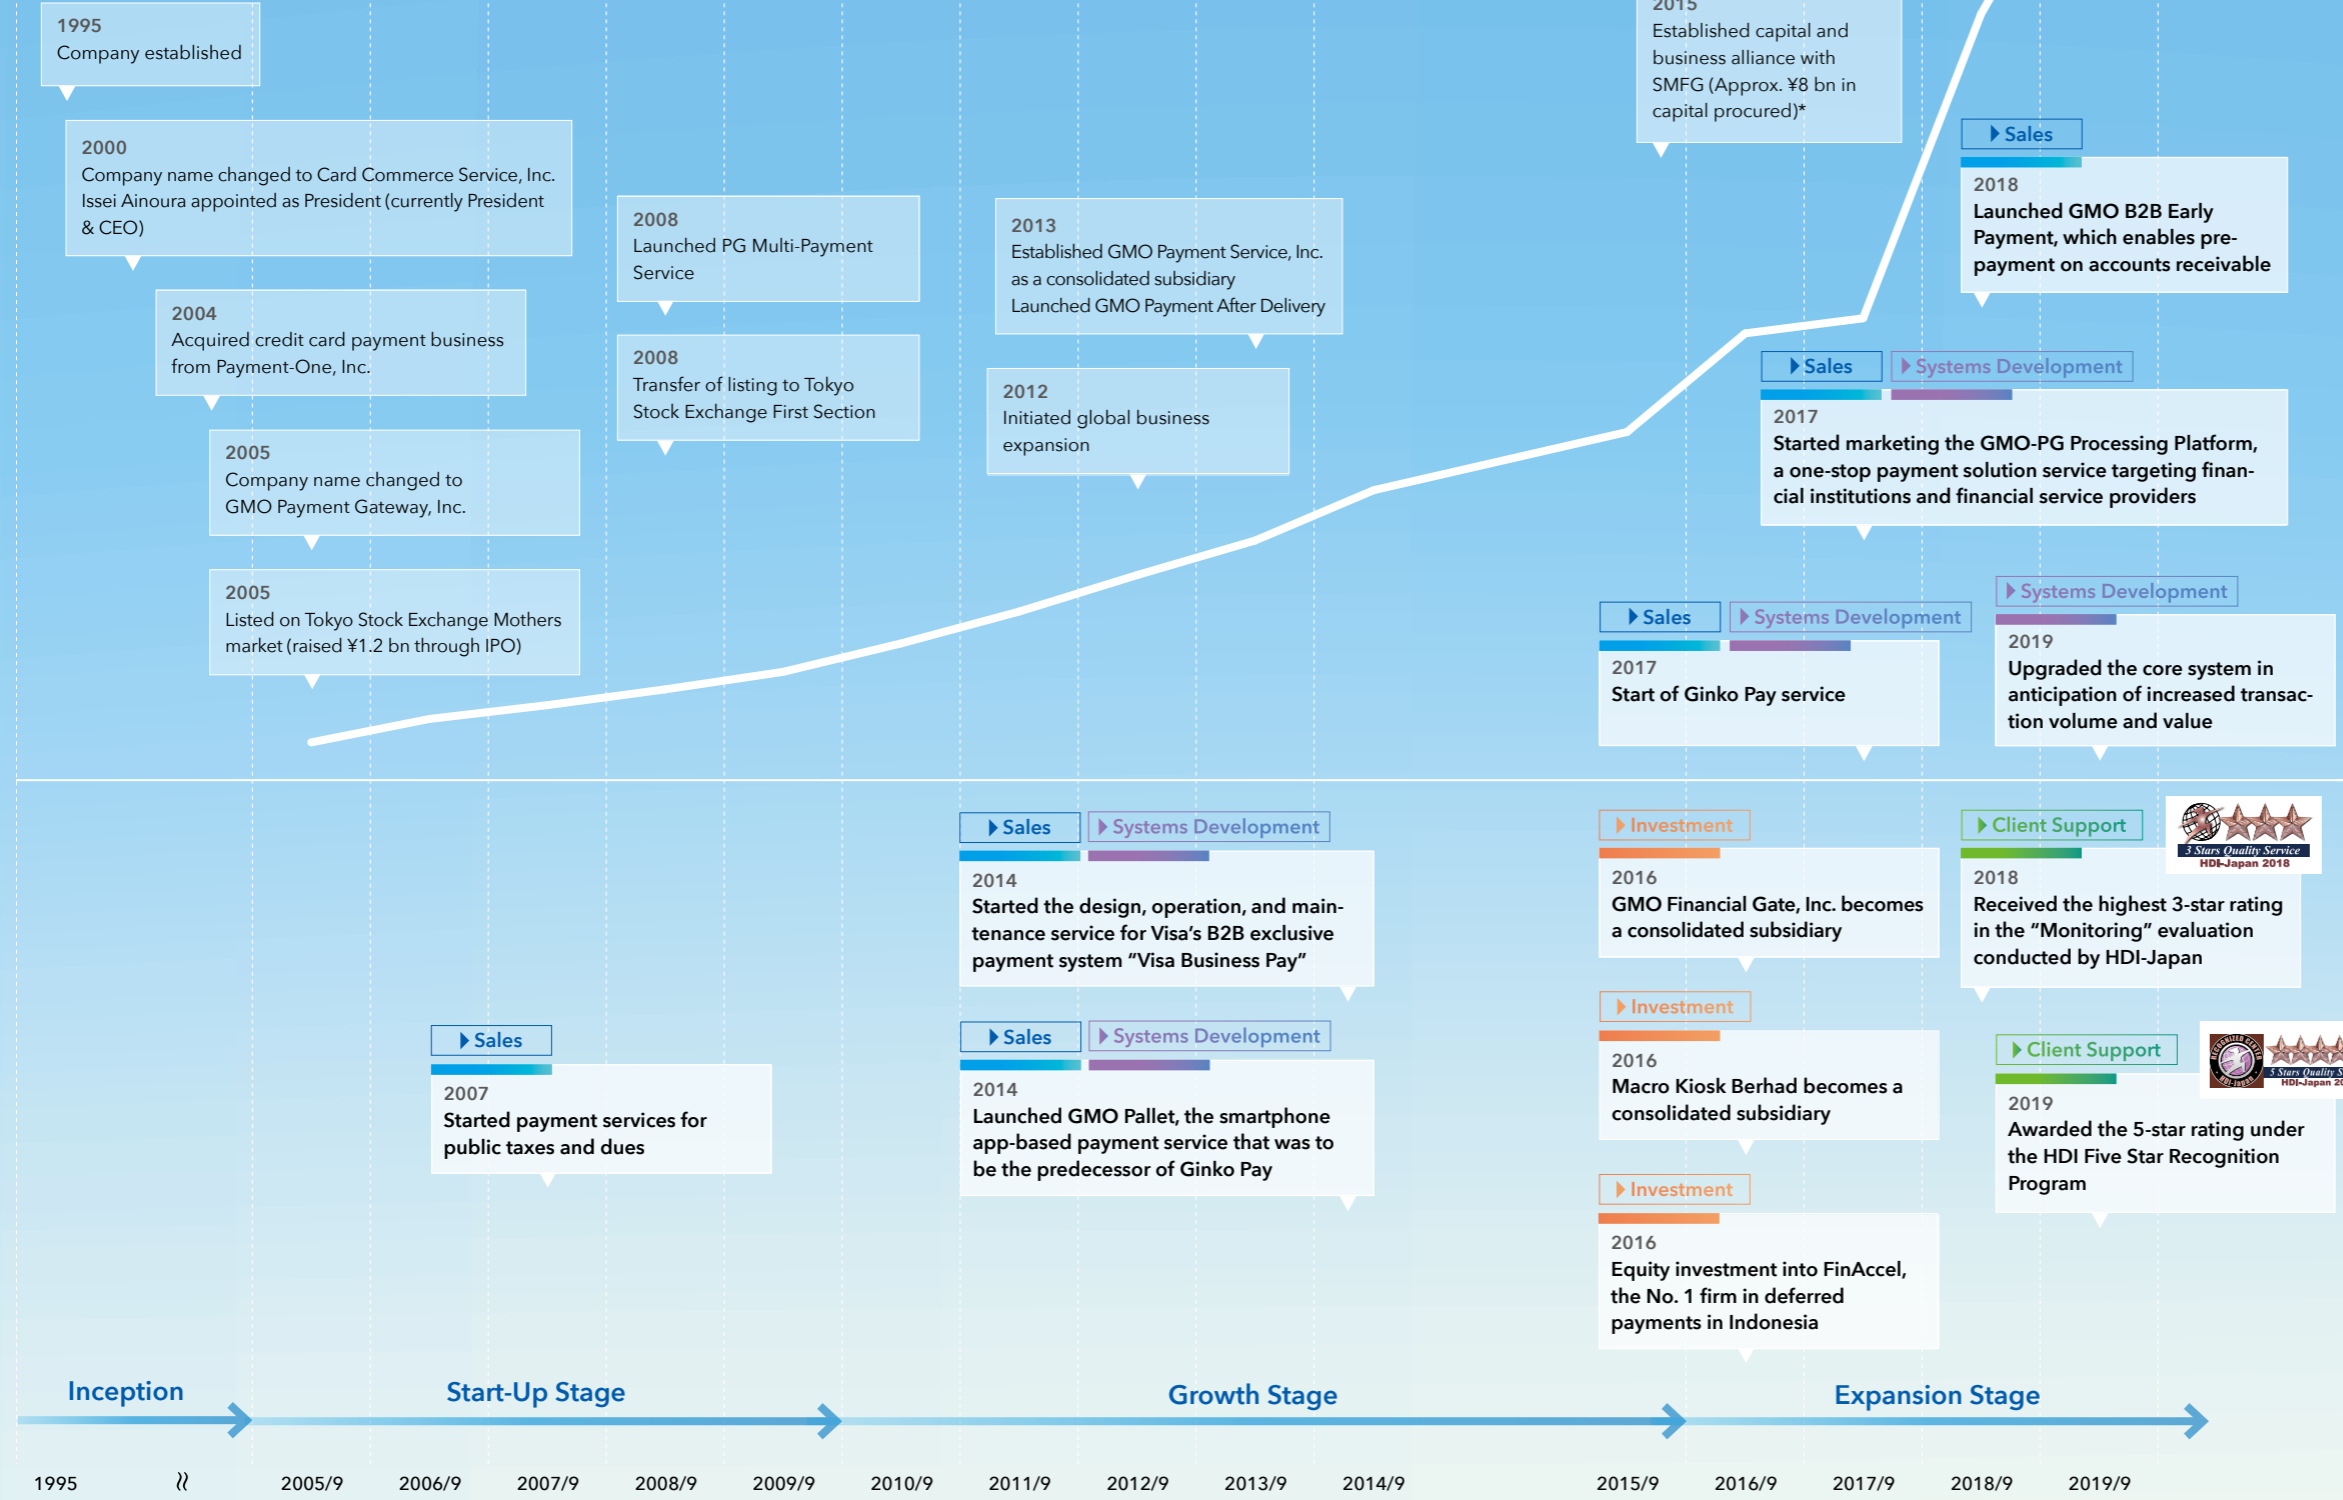 1995
Company established
2000
Company name changed to Card Commerce Service, Inc.
Issei Ainoura appointed as President (currently President
& CEO)
2004
Acquired credit card payment business
from Payment-One, Inc.
2005
Company name changed to
GMO Payment Gateway, Inc.
2005
Listed on Tokyo Stock Exchange Mothers
market (raised ¥1.2 bn through IPO)
2008
Launched PG Multi-Payment
Service
2008
Transfer of listing to Tokyo
Stock Exchange First Section
2013
Established GMO Payment Service, Inc.
as a consolidated subsidiary
Launched GMO Payment After Delivery
2012
Initiated global business
expansion
2015
Established capital and
business alliance with
SMFG (Approx. ¥8 bn in
capital procured)*
Sales
2018
Launched GMO B2B Early
Payment, which enables pre-
payment on accounts receivable
Sales
Systems Development
2017
Started marketing the GMO-PG Processing Platform,
a one-stop payment solution service targeting finan-
cial institutions and financial service providers
Sales
Systems Development
2017
Start of Ginko Pay service
Systems Development
2019
Upgraded the core system in
anticipation of increased transac-
tion volume and value
Sales
2007
Started payment services for
public taxes and dues
Sales
Systems Development
2014
Started the design, operation, and main-
tenance service for Visa’s B2B exclusive
payment system “Visa Business Pay”
Sales
Systems Development
2014
Launched GMO Pallet, the smartphone
app-based payment service that was to
be the predecessor of Ginko Pay
Investment
2016
GMO Financial Gate, Inc. becomes
a consolidated subsidiary
Investment
2016
Macro Kiosk Berhad becomes a
consolidated subsidiary
Investment
2016
Equity investment into FinAccel,
the No. 1 firm in deferred
payments in Indonesia
Client Support
3 Stars Quality Service
HDI-Japan 2018
2018
Received the highest 3-star rating
in the “Monitoring” evaluation
conducted by HDI-Japan
Client Support
RECOGNIZED CENTER
HDI-Japan
5 Stars Quality
HDI-Japan
2019
Awarded the 5-star rating under
the HDI Five Star Recognition
Program
Inception
Start-Up Stage
Growth Stage
Expansion Stage
1995
2005/9
2006/9
2007/9
2008/9
2009/9
2010/9
2011/9
2012/9
2013/9
2014/9
2015/9
2016/9
2017/9
2018/9
2019/9